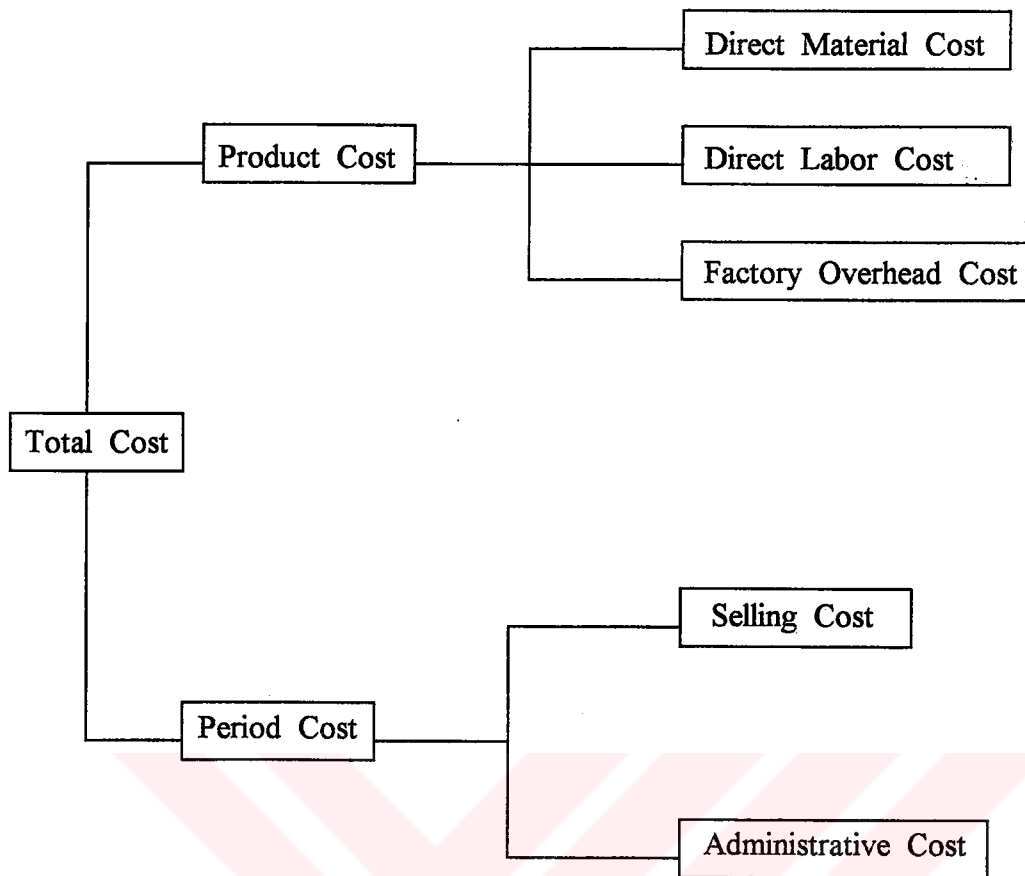 Direct Material Cost
Product Cost
Direct Labor Cost
Factory Overhead Cost
Total Cost
Selling Cost
Period Cost
Administrative Cost